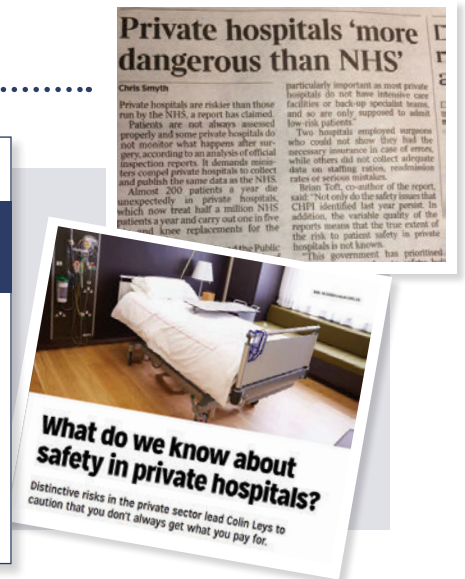 Private hospitals ‘more
dangerous than NHS’
Chris Smyth
Private hospitals are riskier than those
run by the NHS, a report has claimed.
Patients are not always assessed
properly and some private hospitals do
not monitor what happens after sur-
gery, according to an analysis of official
inspection reports. It demands minis-
ters compel private hospitals to collect
and publish the same data as the NHS.
Almost 200 patients a year die
unexpectedly in private hospitals,
which now treat half a million NHS
patients a year and carry out one in five
and knee replacements for the
the Public
particularly important as most private
hospitals do not have intensive care
facilities or back-up specialist teams,
and so are only supposed to admit
low-risk patients.”
Two hospitals employed surgeons
who could not show they had the
necessary insurance in case of errors,
while others did not collect adequate
data on staffing ratios, readmission
rates or serious mistakes.
Brian Toft, co-author of the report,
said: “Not only do the safety issues that
CHPI identified last year persist. In
addition, the variable quality of the
reports means that the true extent of
the risk to patient safety in private
hospitals is not known.
“This government has prioritised
What do we know about
safety in private hospitals?
Distinctive risks in the private sector lead Colin Leys to
caution that you don’t always get what you pay for.